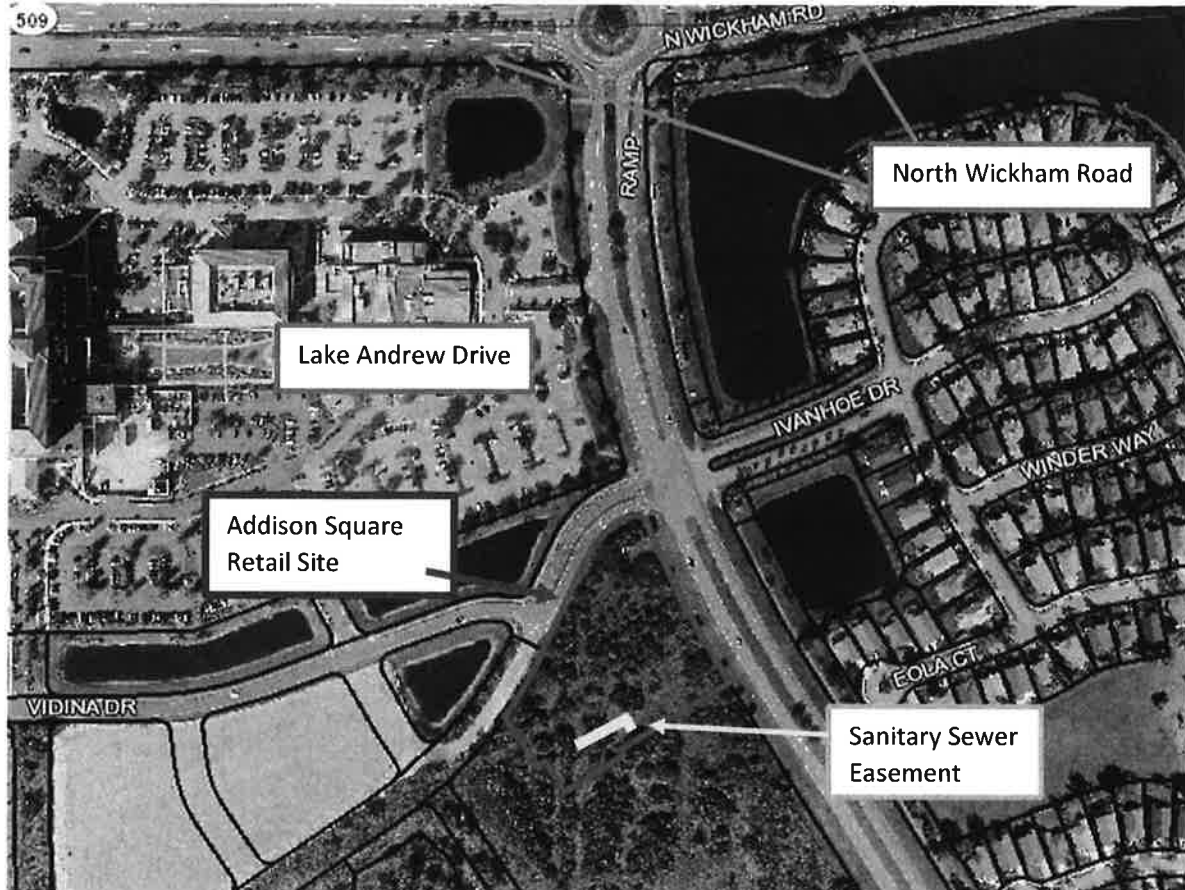 509
N WICKHAM RD
RAMP
North Wickham Road
Lake Andrew Drive
IVANHOE DR
WINDER WAY
Addison Square
Retail Site
EOLA CT
VIDINA DR
Sanitary Sewer
Easement